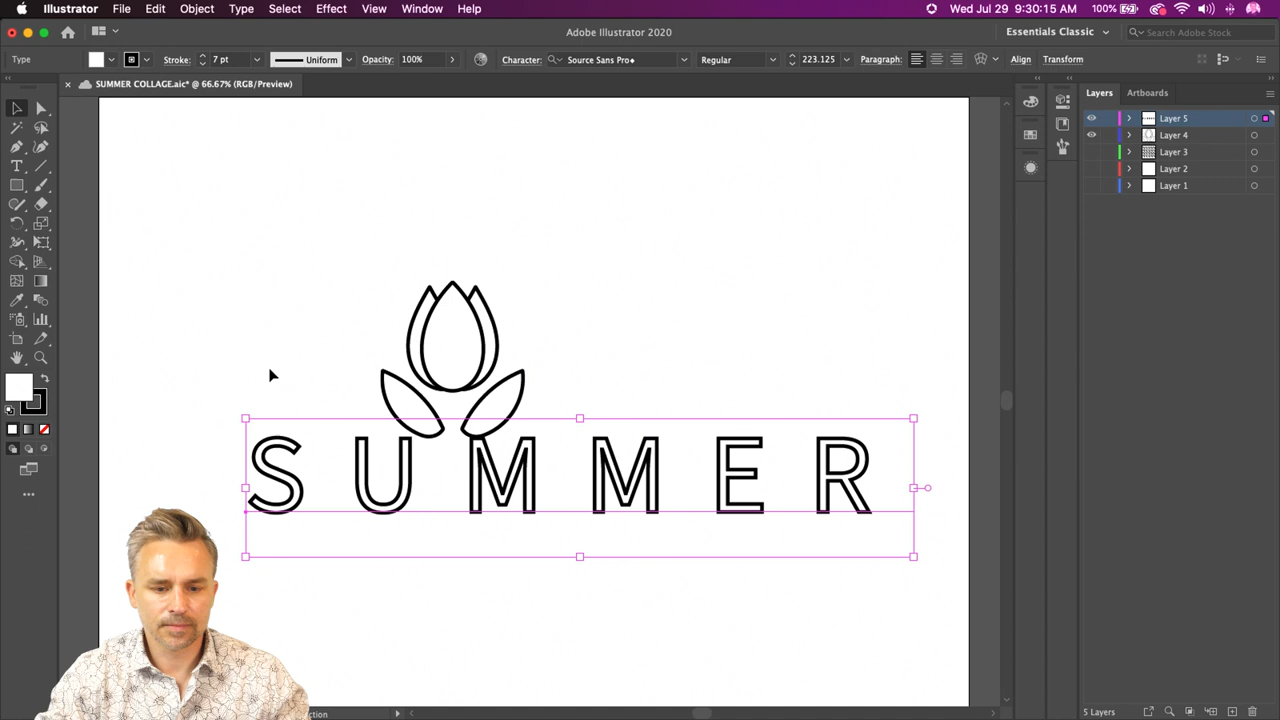 Illustrator File Edit Object Type Select Effect View Window Help 100% Wed Jul 29 9:30:15 AM
Adobe Illustrator 2020 Essentials Classic Search Adobe Stock
Type Stroke: 7 pt Uniform Opacity: 100% Character: Source Sans Pro Regular 223.125 Paragraph: Align Transform
SUMMER COLLAGE.aic* @ 66.67% (RGB/Preview)
Layers Artboards
Layer 5
Layer 4
Layer 3
Layer 2
Layer 1
SUMMER
5 Layers